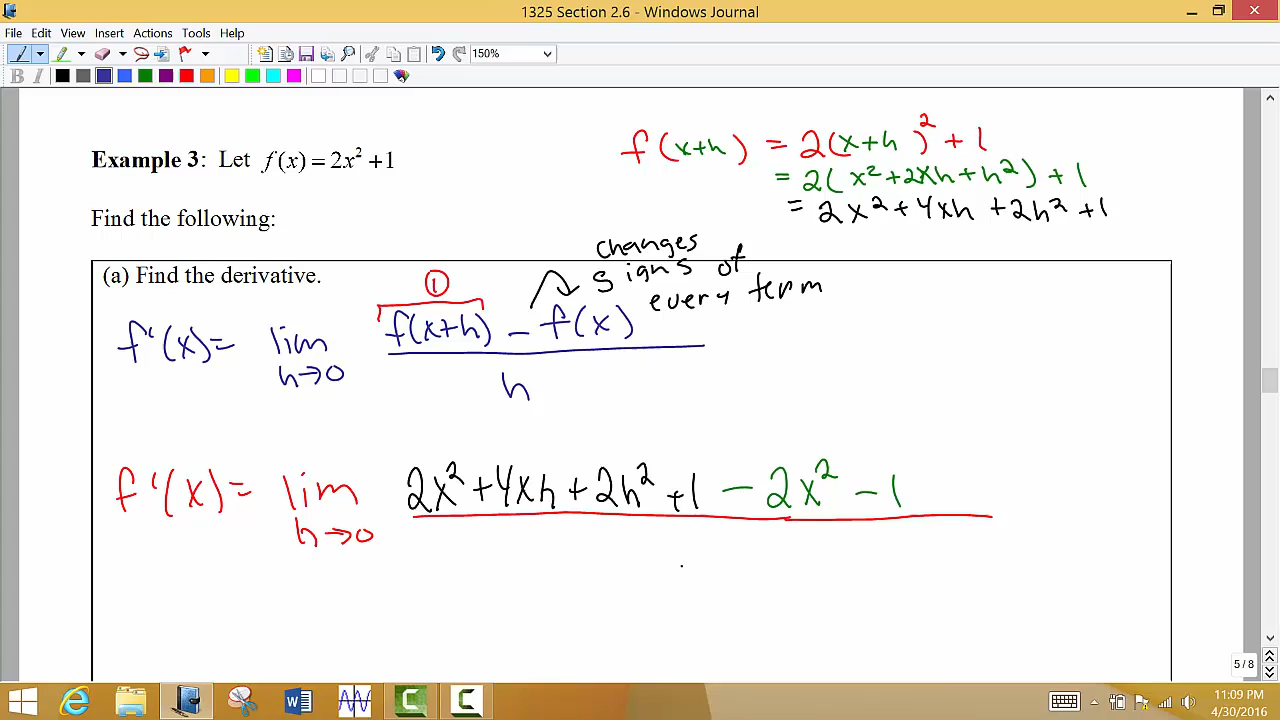 1325 Section 2.6 - Windows Journal
File Edit View Insert Actions Tools Help
150%
B I
Example 3: Let f(x) = 2x² + 1
f(x+h) = 2(x+h)² + 1
= 2(x²+2xh+h²) + 1
= 2x²+4xh+2h²+1
Find the following:
(a) Find the derivative.
changes
signs of
every term
①
f'(x) = lim h→0 f(x+h) - f(x)
h
f'(x) = lim h→0 2x²+4xh+2h²+1 - 2x² - 1
5 / 8
11:09 PM
4/30/2016